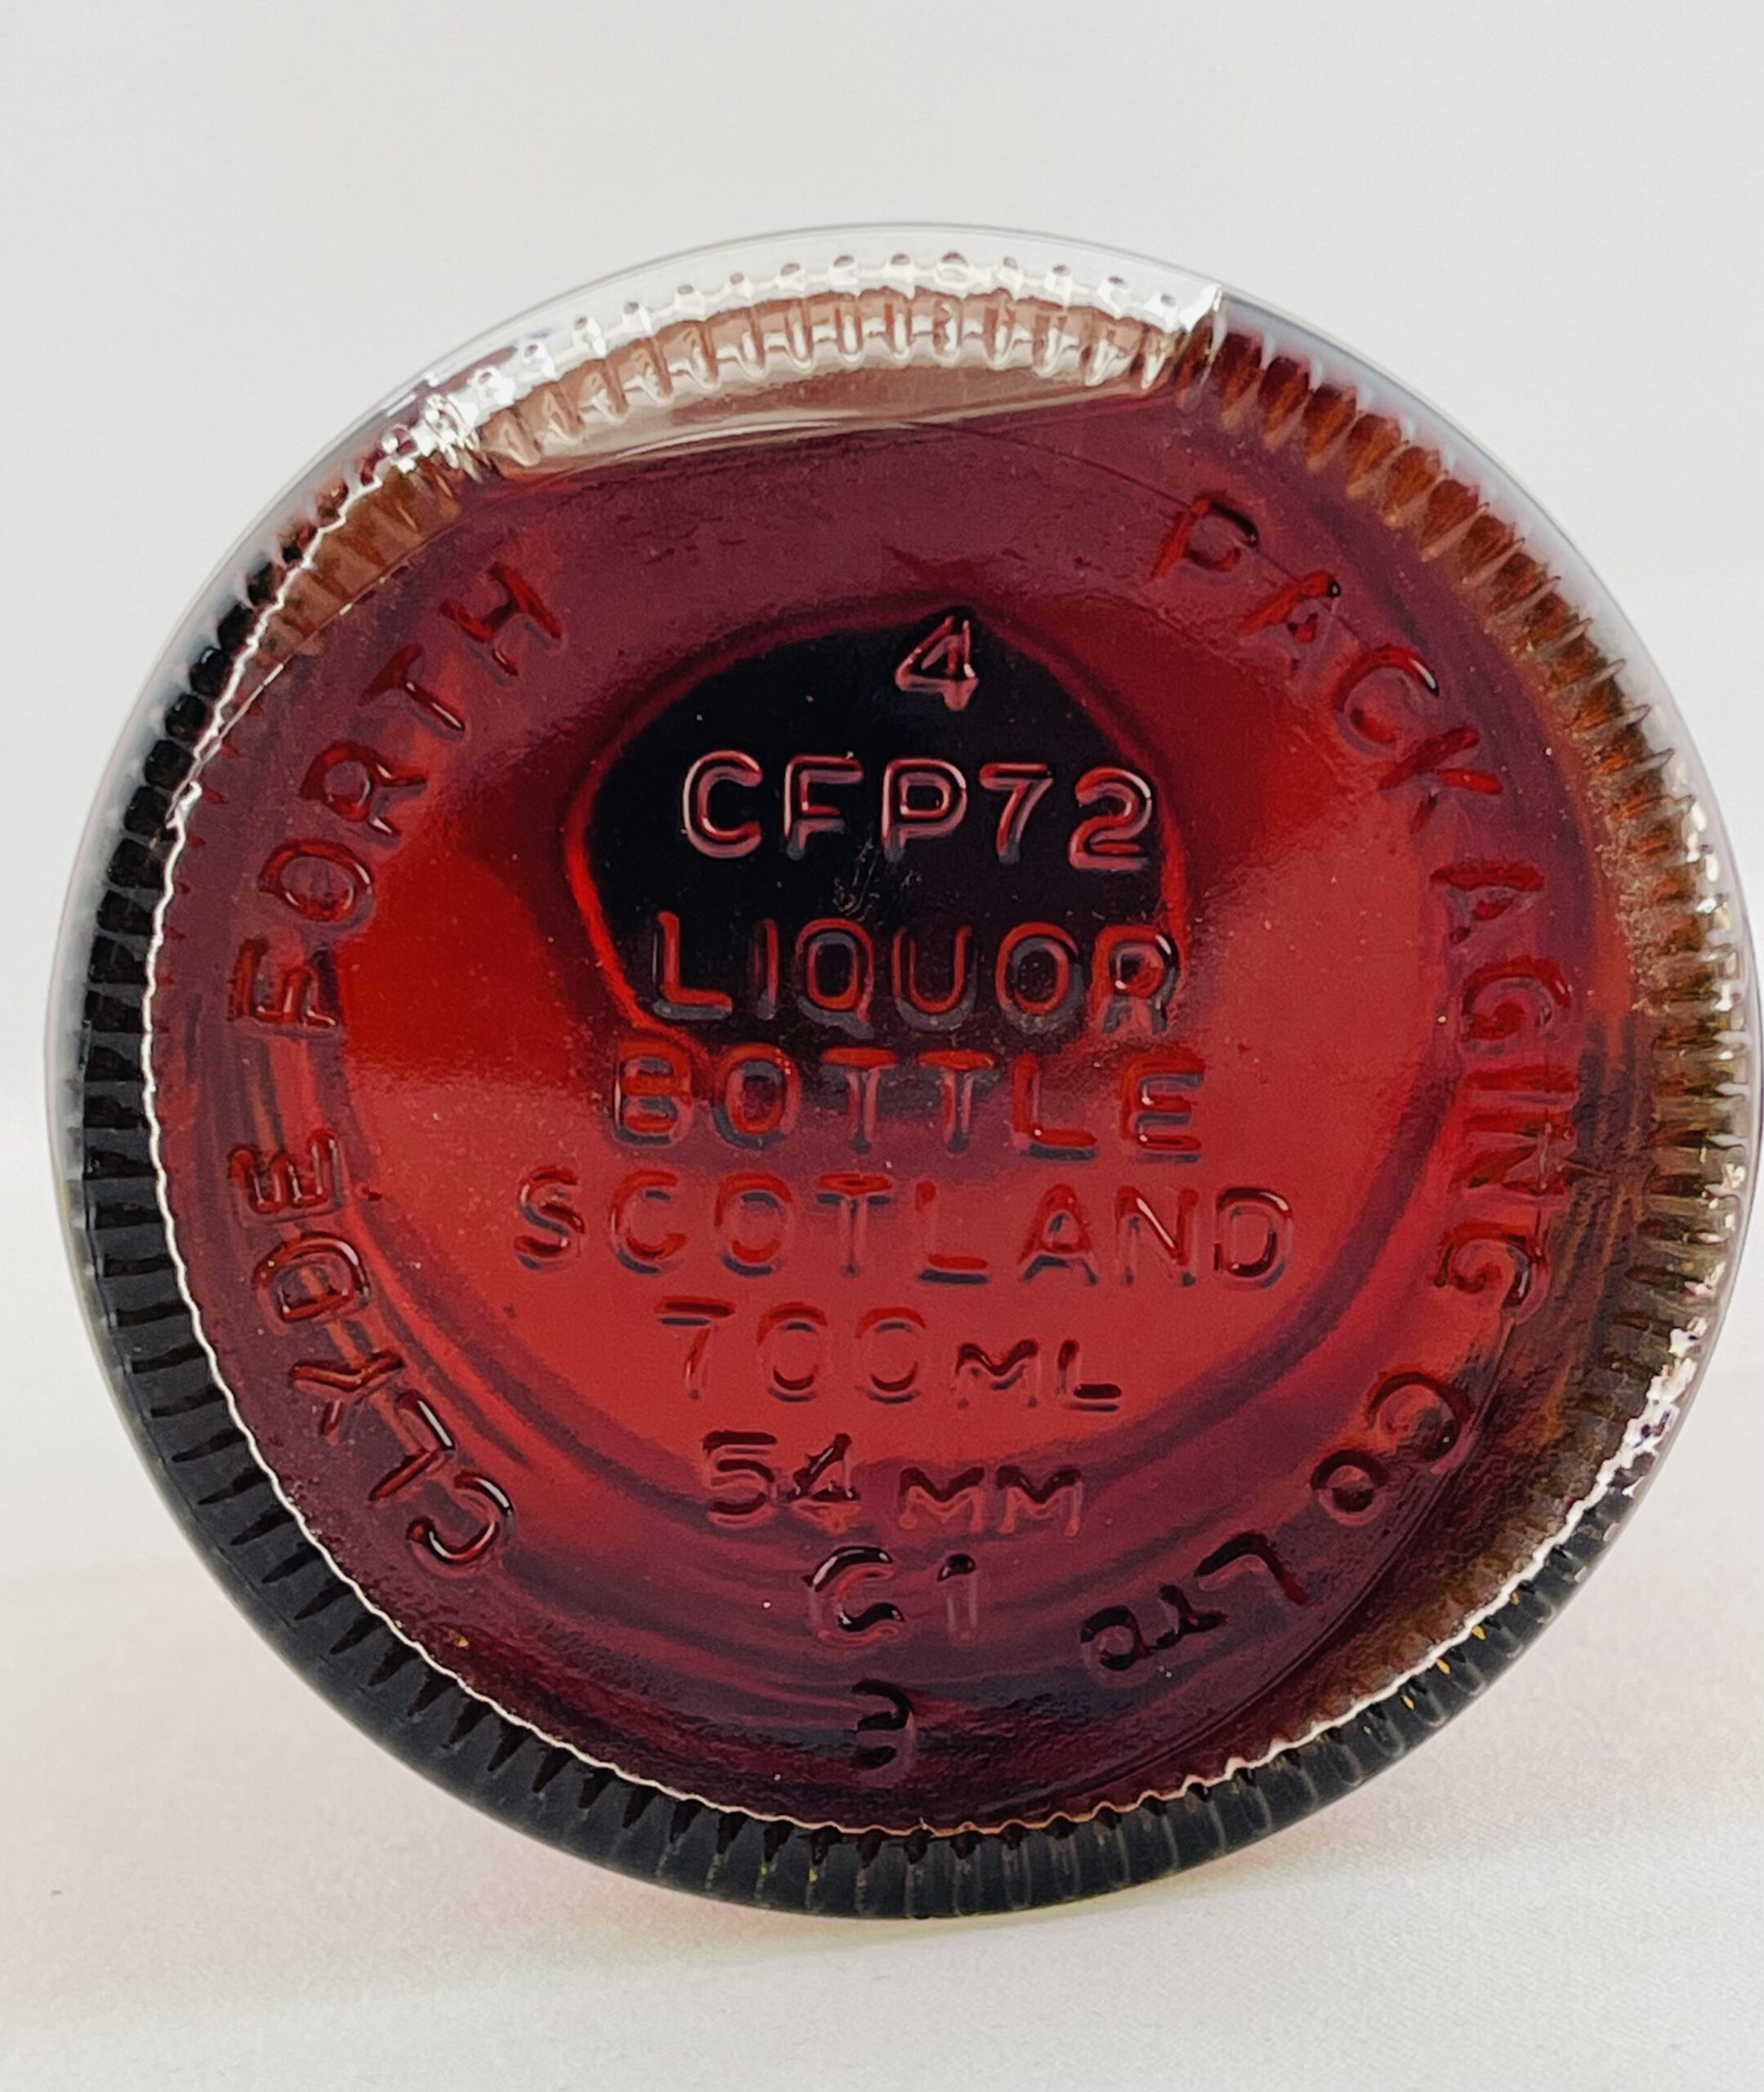 CLYDE FORTH PACKAGING CO LTD
4
CFP72
LIQUOR
BOTTLE
SCOTLAND
700ML
54MM
C1